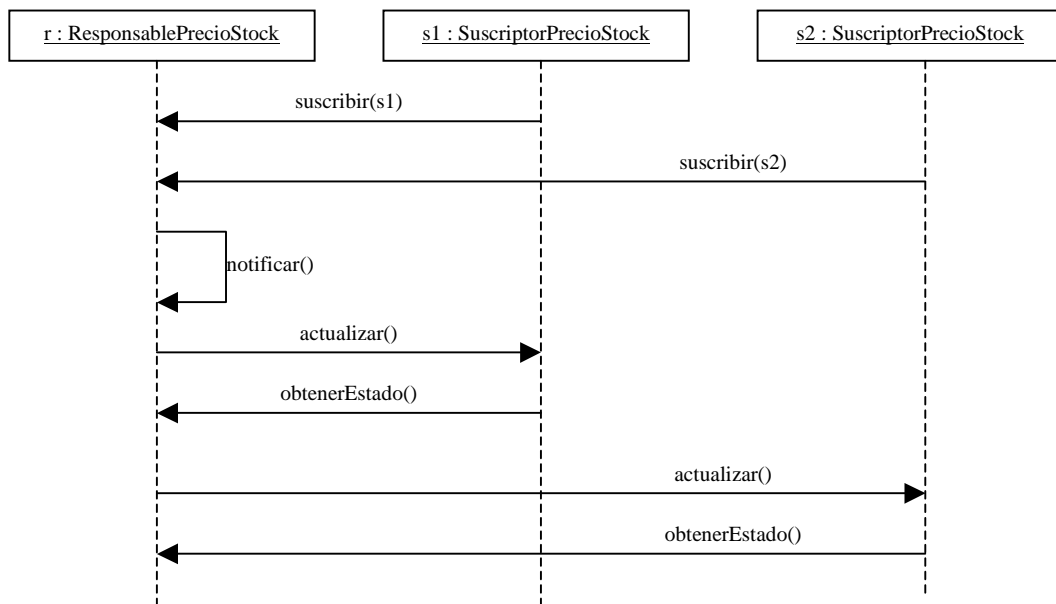 r : ResponsablePrecioStock
s1 : SuscriptorPrecioStock
s2 : SuscriptorPrecioStock
suscribir(s1)
suscribir(s2)
notificar()
actualizar()
obtenerEstado()
actualizar()
obtenerEstado()